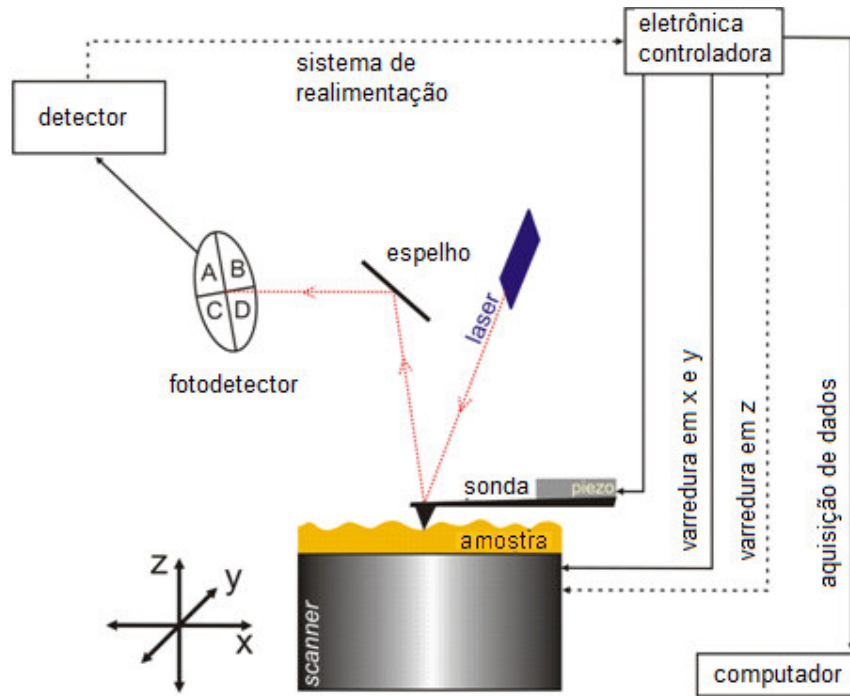 eletrônica
controladora
sistema de
realimentação
detector
espelho
A B
C D
laser
fotodetector
sonda
piezo
amostra
varredura em x e y
varredura em z
aquisição de dados
z
y
x
scanner
computador